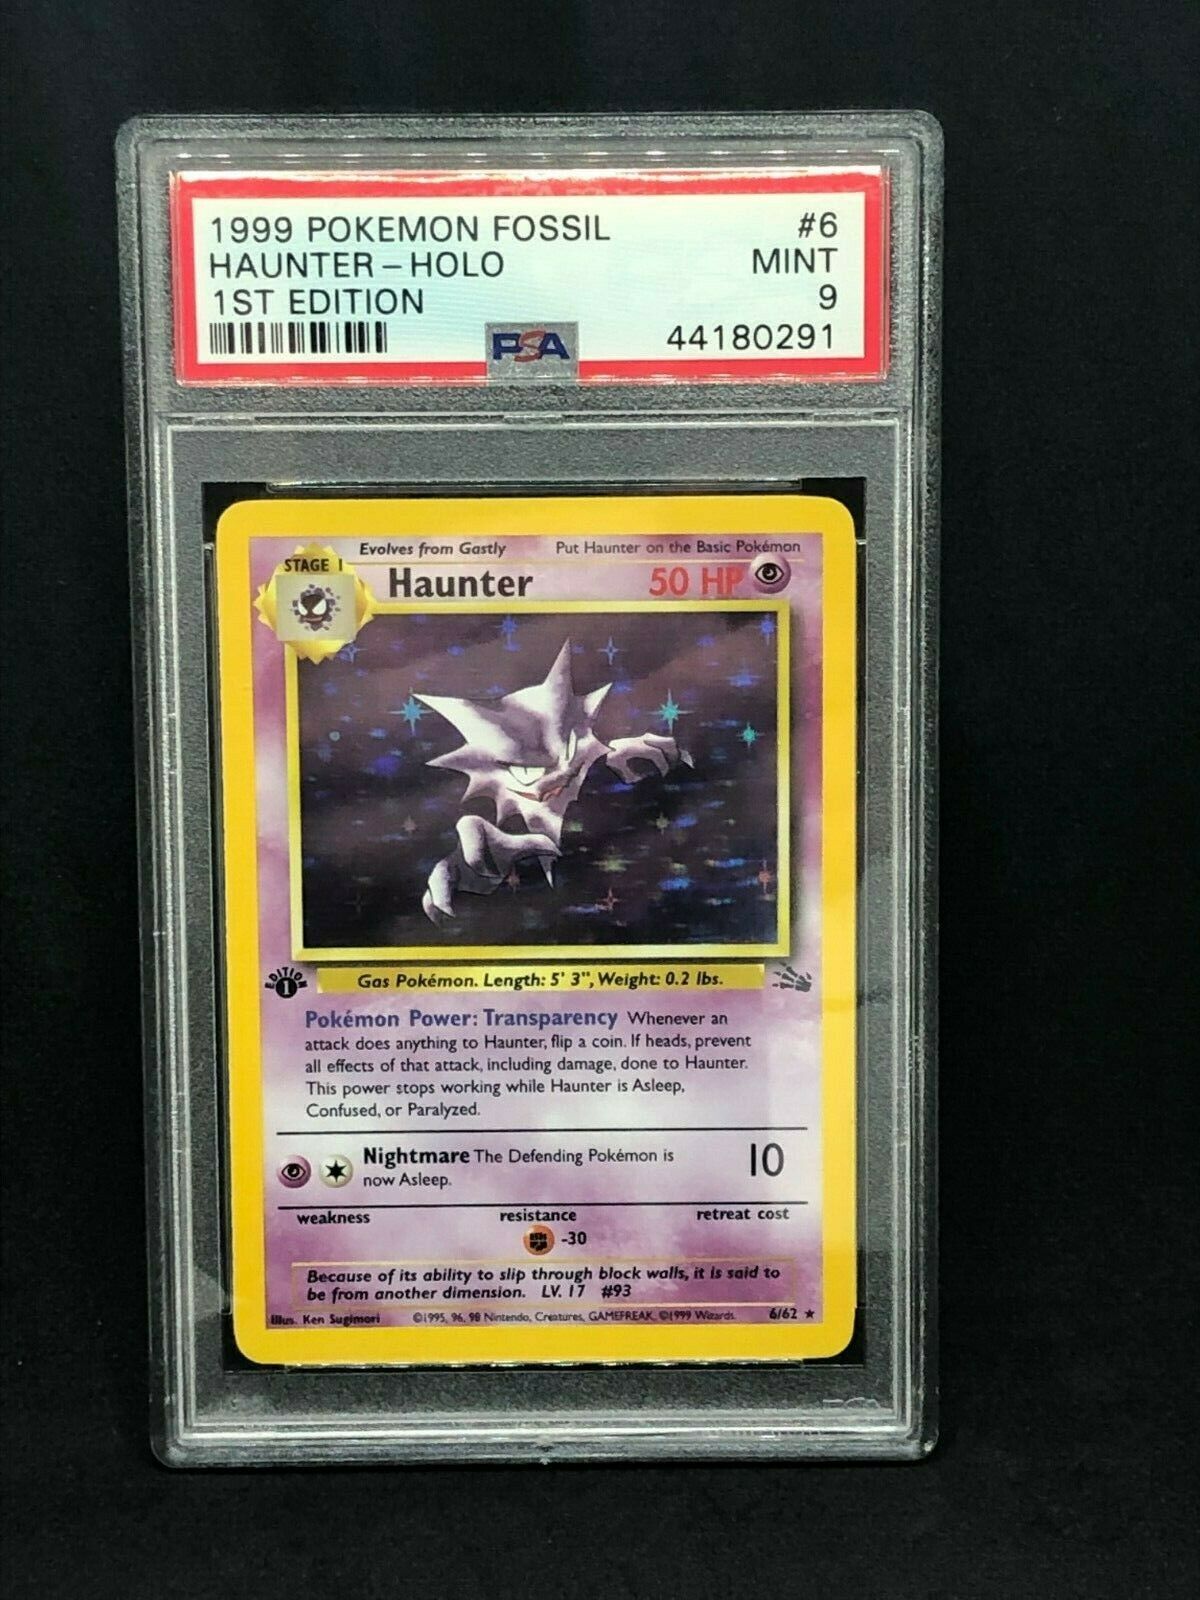 1999 POKEMON FOSSIL #6
HAUNTER-HOLO MINT
1ST EDITION 9
PSA 44180291
Evolves from Gastly Put Haunter on the Basic Pokémon
STAGE 1
Haunter 50 HP
EDITION
1
Gas Pokémon. Length: 5' 3", Weight: 0.2 lbs.
Pokémon Power: Transparency Whenever an
attack does anything to Haunter, flip a coin. If heads, prevent
all effects of that attack, including damage, done to Haunter.
This power stops working while Haunter is Asleep,
Confused, or Paralyzed.
Nightmare The Defending Pokémon is
now Asleep. 10
weakness resistance retreat cost
-30
Because of its ability to slip through block walls, it is said to
be from another dimension. LV. 17 #93
Illus. Ken Sugimori ©1995, 96, 98 Nintendo, Creatures, GAMEFREAK. ©1999 Wizards. 6/62 ★